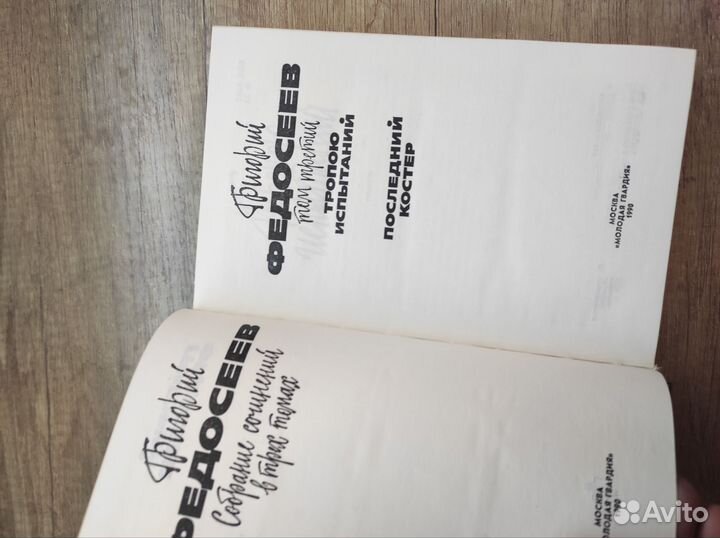 Григорий
ФЕДОСЕЕВ
Собрание сочинений
в трех томах
МОСКВА
«МОЛОДАЯ ГВАРДИЯ»
1990
Григорий
ФЕДОСЕЕВ
том третий
ТРОПОЮ
ИСПЫТАНИЙ
ПОСЛЕДНИЙ
КОСТЕР
МОСКВА
«МОЛОДАЯ ГВАРДИЯ»
1990
Avito